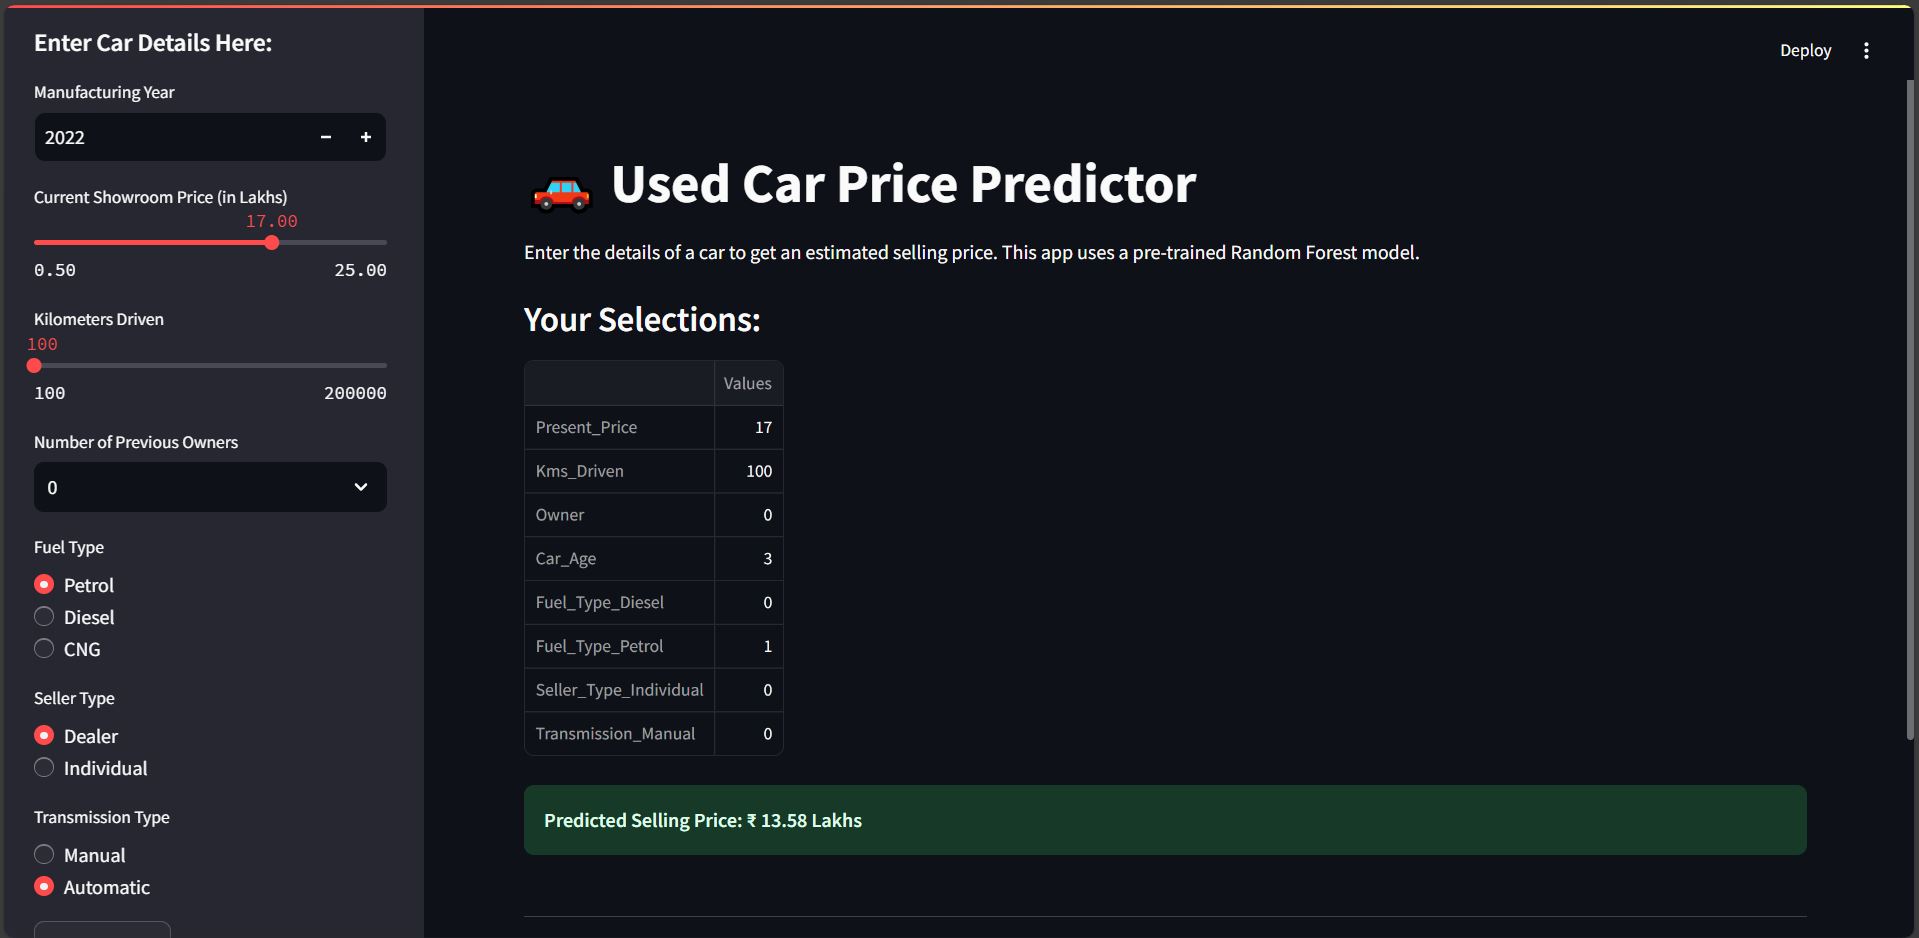 Enter Car Details Here:
Manufacturing Year
2022 − +
Current Showroom Price (in Lakhs)
17.00
0.50 25.00
Kilometers Driven
100
100 200000
Number of Previous Owners
0
Fuel Type
Petrol
Diesel
CNG
Seller Type
Dealer
Individual
Transmission Type
Manual
Automatic
Deploy
Used Car Price Predictor
Enter the details of a car to get an estimated selling price. This app uses a pre-trained Random Forest model.
Your Selections:
Values
Present_Price 17
Kms_Driven 100
Owner 0
Car_Age 3
Fuel_Type_Diesel 0
Fuel_Type_Petrol 1
Seller_Type_Individual 0
Transmission_Manual 0
Predicted Selling Price: ₹ 13.58 Lakhs